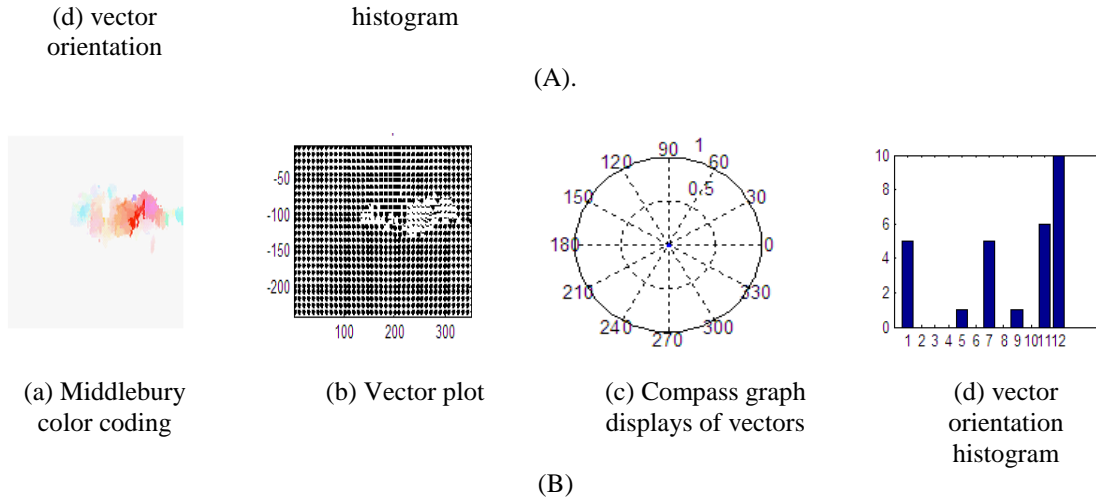 (d) vector
orientation
histogram
(A).
-50
-100
-150
-200
100 200 300
90 1
120 60
0.5
150 30
180 0
210 330
240 300
270
10
8
6
4
2
0
1 2 3 4 5 6 7 8 9 10 11 12
(a) Middlebury
color coding
(b) Vector plot
(c) Compass graph
displays of vectors
(d) vector
orientation
histogram
(B)